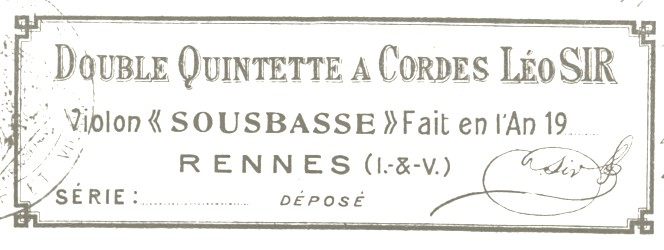 DOUBLE QUINTETTE A CORDES LÉO SIR
Violon « SOUSBASSE » Fait en l'An 19......
RENNES (I.-&-V.)
SÉRIE : ........................ DÉPOSÉ